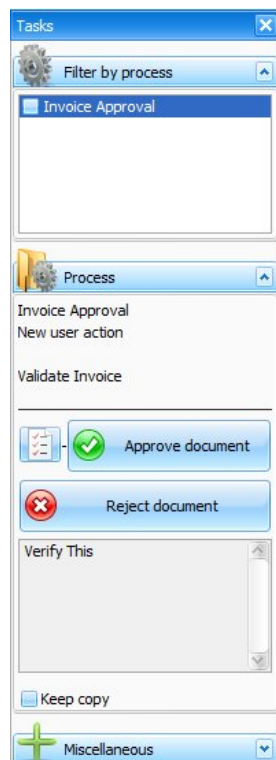 Tasks
Filter by process
Invoice Approval
Process
Invoice Approval
New user action
Validate Invoice
Approve document
Reject document
Verify This
Keep copy
Miscellaneous